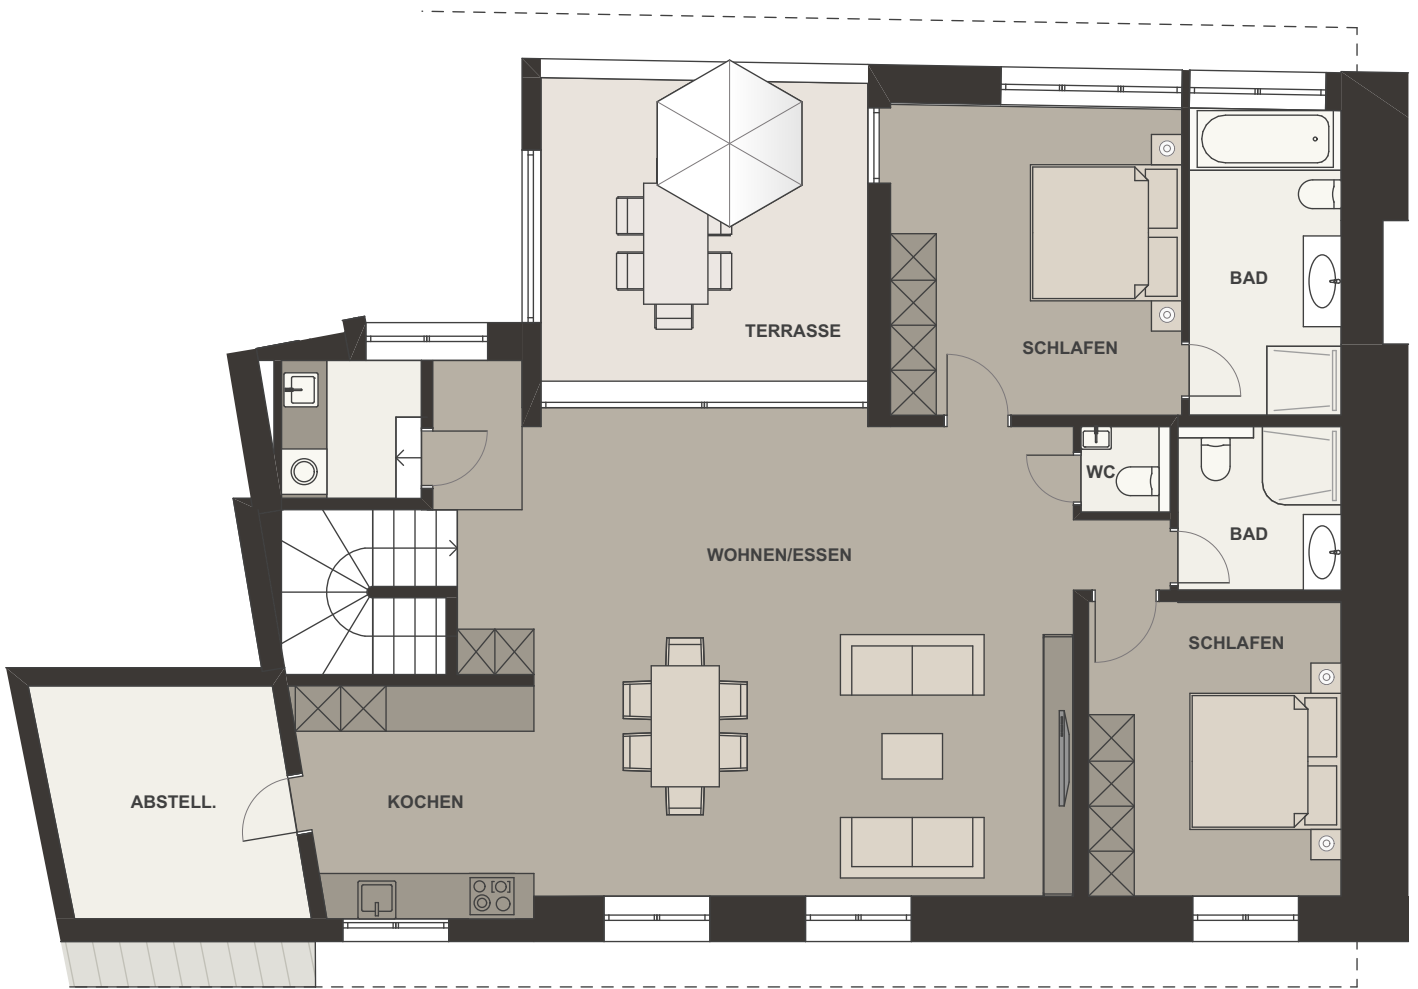 TERRASSE
SCHLAFEN
BAD
WC
BAD
WOHNEN/ESSEN
SCHLAFEN
ABSTELL.
KOCHEN